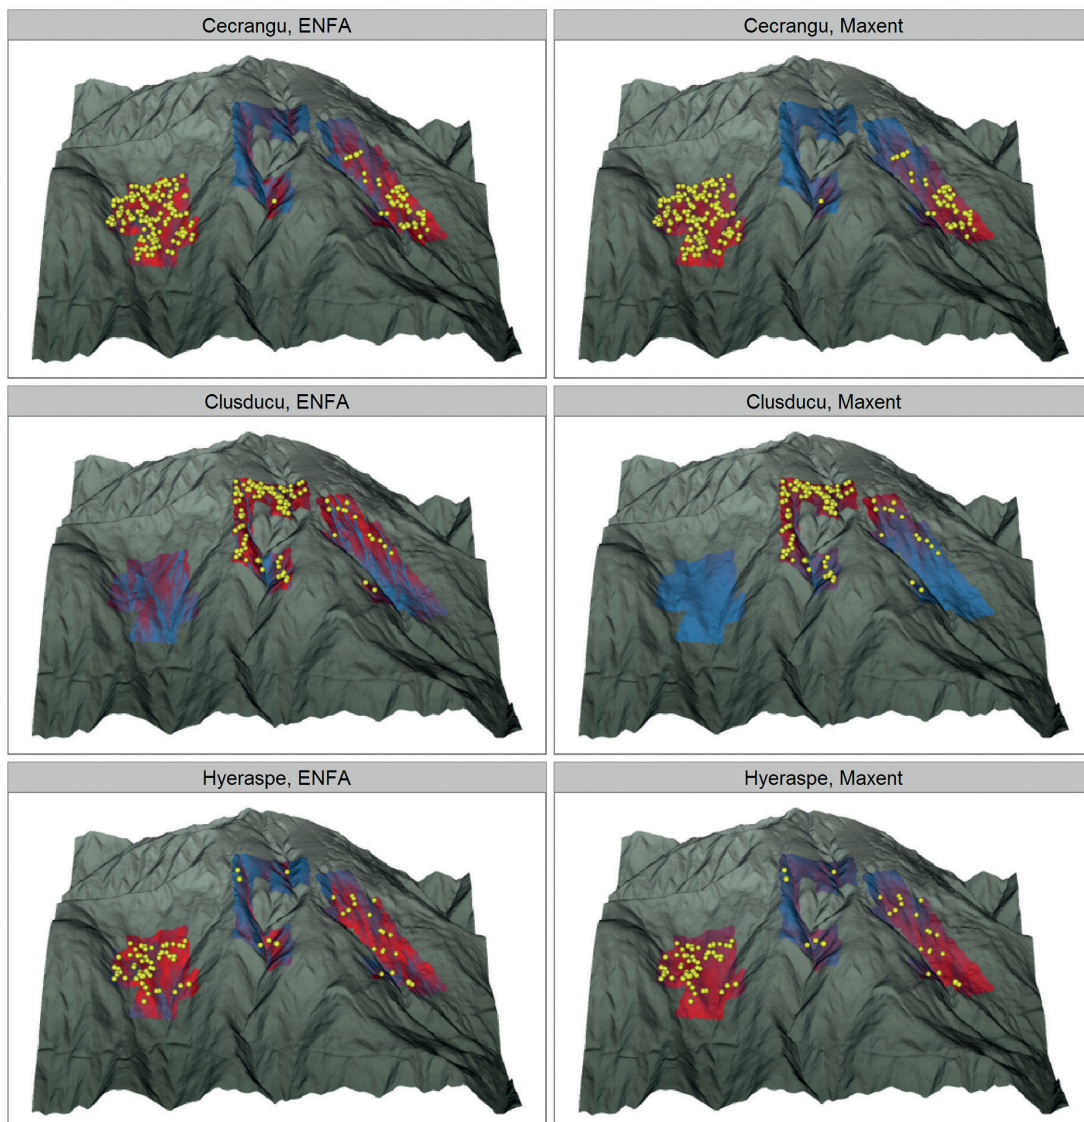 Cecrangu, ENFA
Cecrangu, Maxent
Clusducu, ENFA
Clusducu, Maxent
Hyeraspe, ENFA
Hyeraspe, Maxent